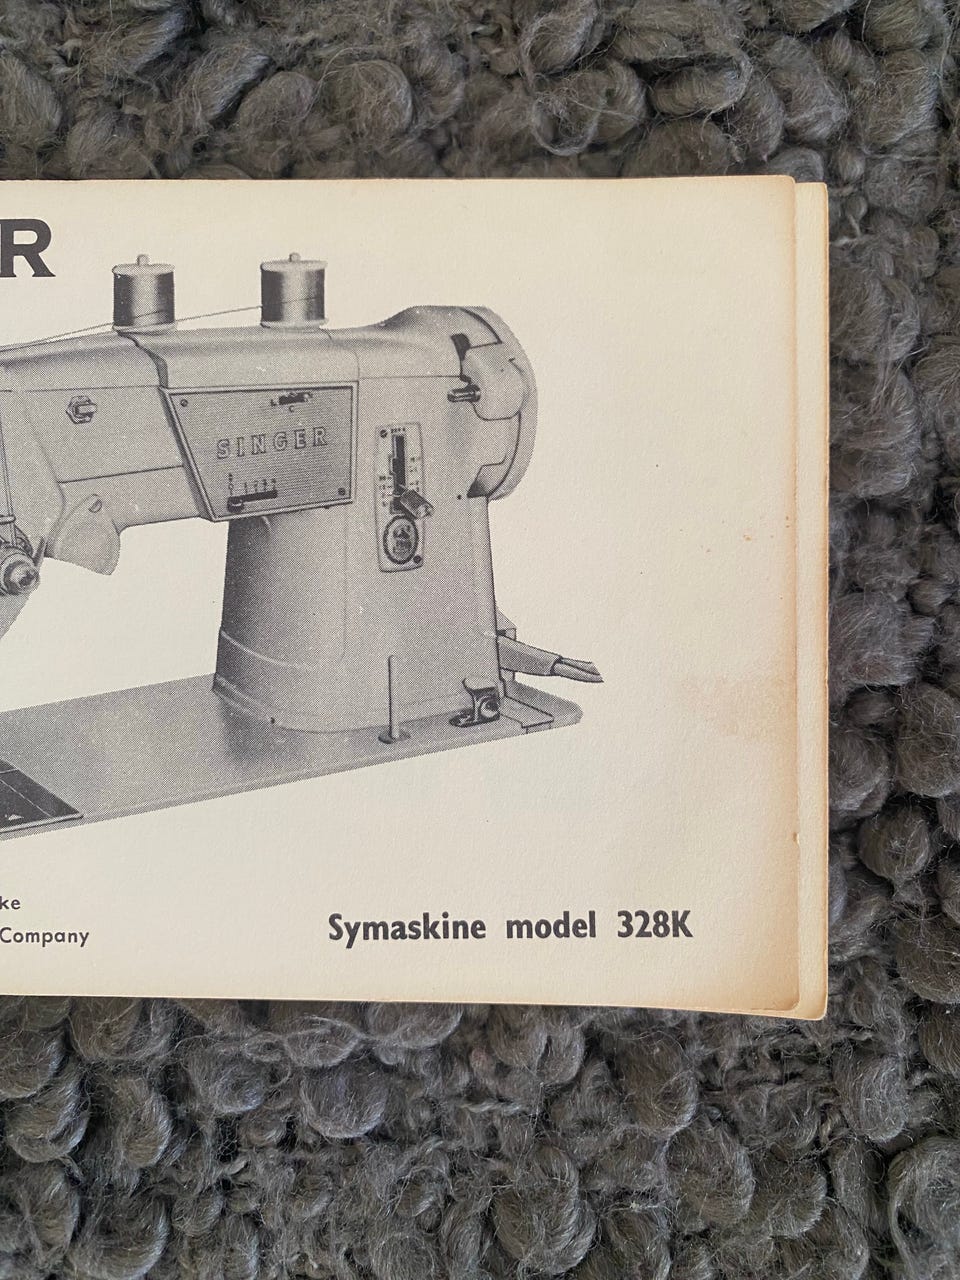 R
SINGER
ke
Company
Symaskine model 328K